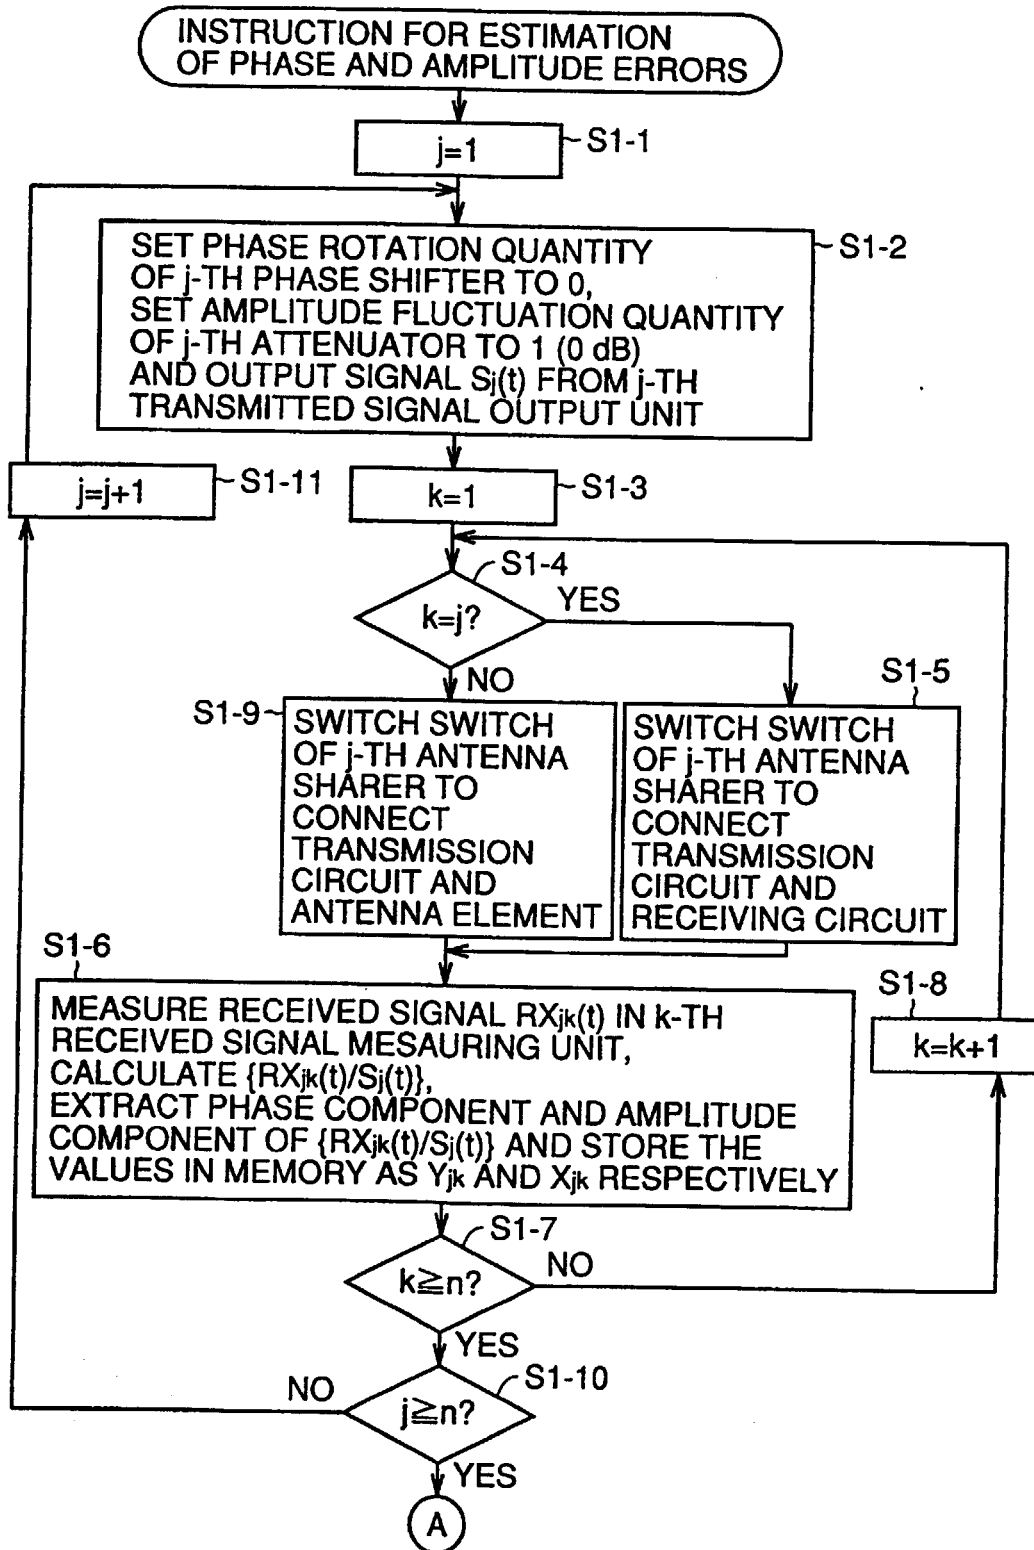 INSTRUCTION FOR ESTIMATION
OF PHASE AND AMPLITUDE ERRORS
j=1
S1-1
SET PHASE ROTATION QUANTITY
OF j-TH PHASE SHIFTER TO 0,
SET AMPLITUDE FLUCTUATION QUANTITY
OF j-TH ATTENUATOR TO 1 (0 dB)
AND OUTPUT SIGNAL Sj(t) FROM j-TH
TRANSMITTED SIGNAL OUTPUT UNIT
S1-2
j=j+1
S1-11
k=1
S1-3
S1-4
k=j?
YES
NO
S1-9
SWITCH SWITCH
OF j-TH ANTENNA
SHARER TO
CONNECT
TRANSMISSION
CIRCUIT AND
ANTENNA ELEMENT
S1-5
SWITCH SWITCH
OF j-TH ANTENNA
SHARER TO
CONNECT
TRANSMISSION
CIRCUIT AND
RECEIVING CIRCUIT
S1-6
MEASURE RECEIVED SIGNAL RXjk(t) IN k-TH
RECEIVED SIGNAL MESAURING UNIT,
CALCULATE {RXjk(t)/Sj(t)},
EXTRACT PHASE COMPONENT AND AMPLITUDE
COMPONENT OF {RXjk(t)/Sj(t)} AND STORE THE
VALUES IN MEMORY AS Yjk AND Xjk RESPECTIVELY
S1-8
k=k+1
S1-7
k≧n?
NO
YES
S1-10
j≧n?
NO
YES
A